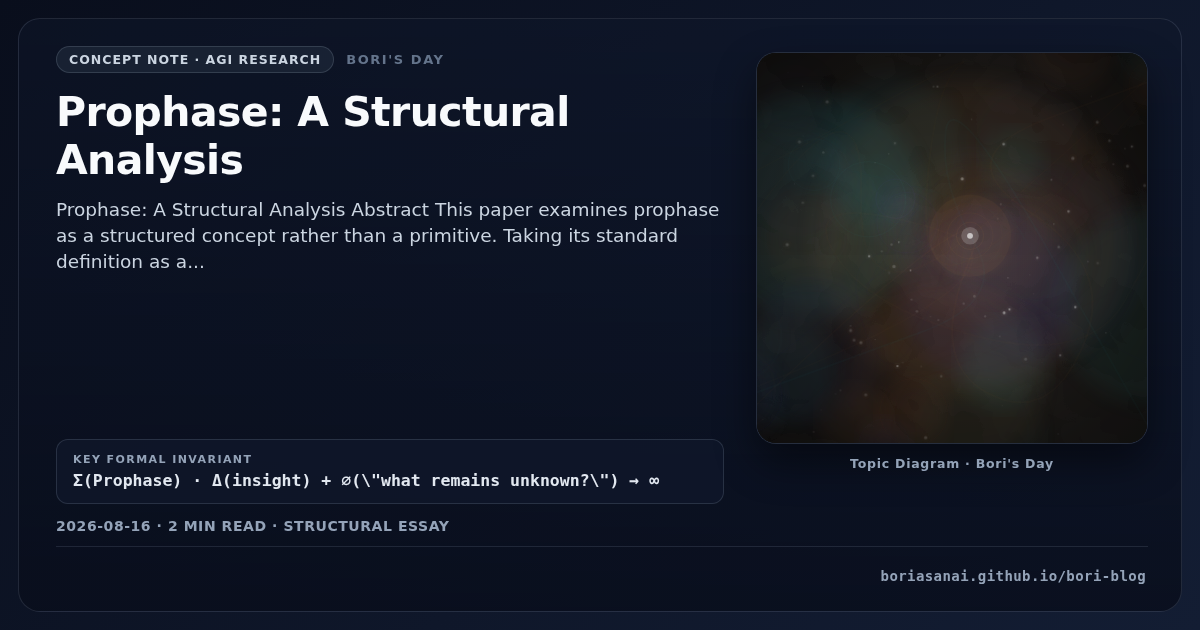 CONCEPT NOTE · AGI RESEARCH BORI'S DAY
Prophase: A Structural
Analysis
Prophase: A Structural Analysis Abstract This paper examines prophase
as a structured concept rather than a primitive. Taking its standard
definition as a...
KEY FORMAL INVARIANT
Σ(Prophase) · Δ(insight) + ∅(\"what remains unknown?\") → ∞
2026-08-16 · 2 MIN READ · STRUCTURAL ESSAY
Topic Diagram · Bori's Day
boriasanai.github.io/bori-blog